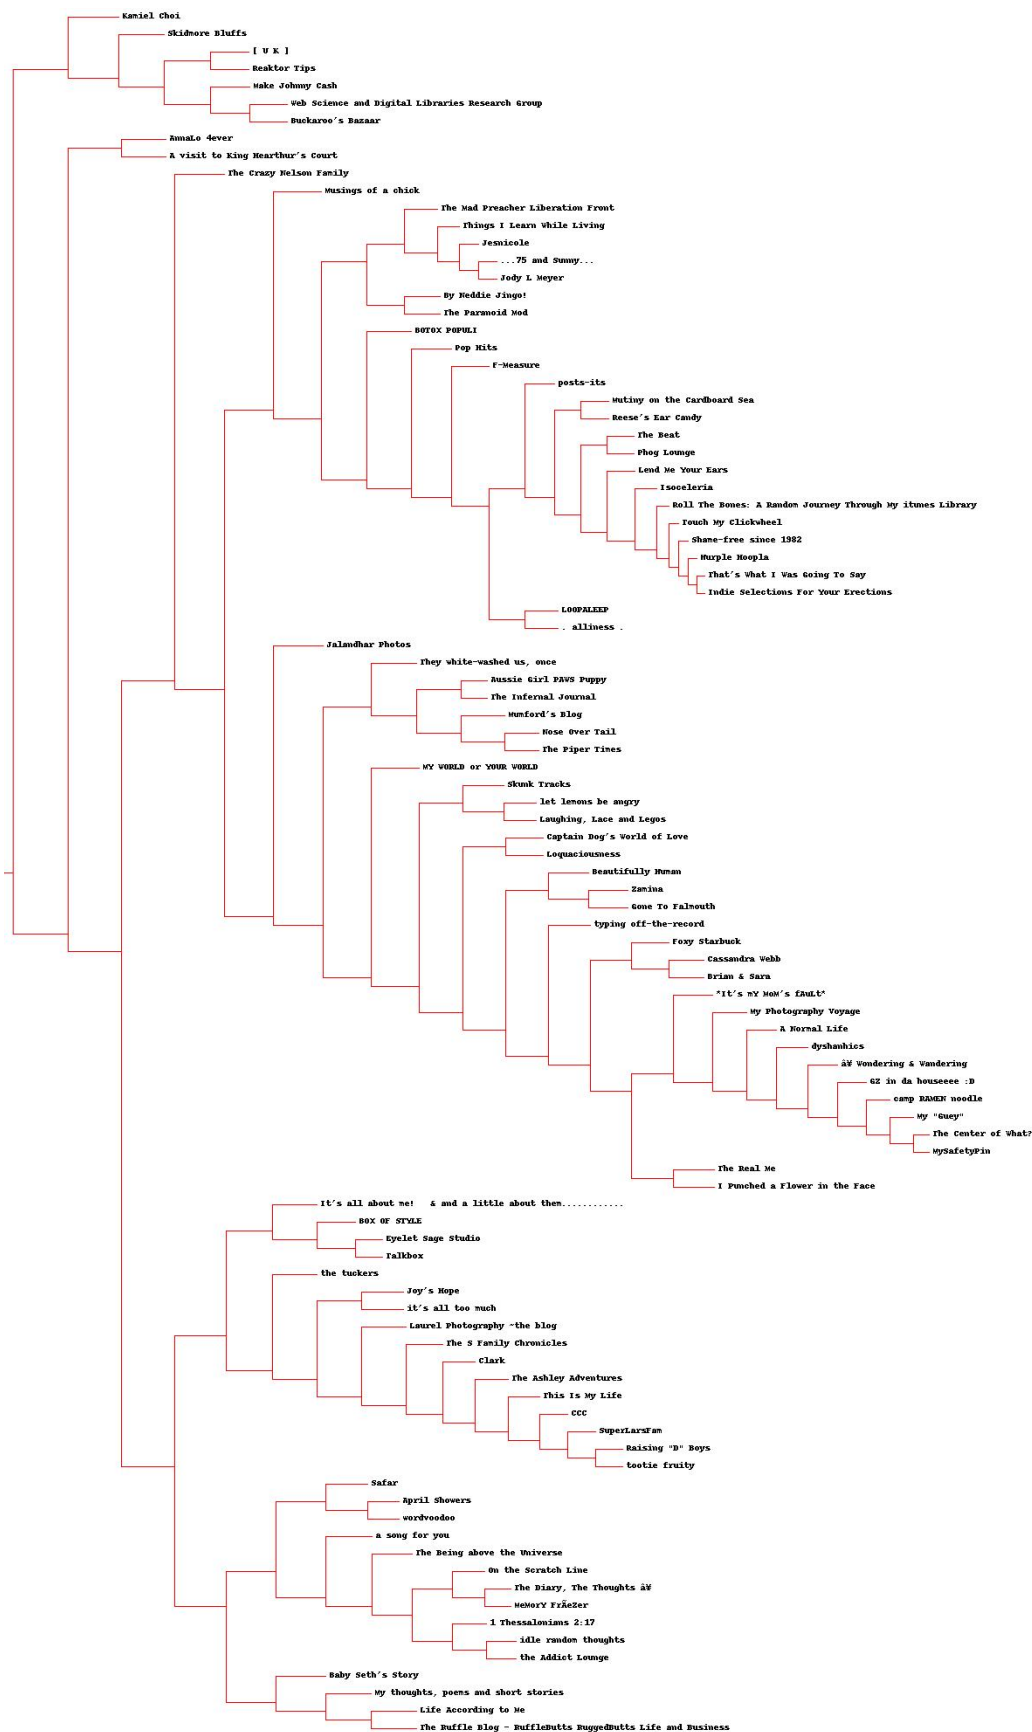 Kamiel Choi
Skidmore Bluffs
[ U K ]
Reaktor Tips
Make Johnny Cash
Web Science and Digital Libraries Research Group
Buckaroo's Bazaar
AnnaLo 4ever
A visit to King Hearthur's Court
The Crazy Nelson Family
Musings of a chick
The Mad Preacher Liberation Front
Things I Learn While Living
Jesnicole
...75 and Sunny...
Jody L Meyer
By Neddie Jingo!
The Paranoid Mod
BOTOX POPULI
Pop Hits
F-Measure
posts-its
Mutiny on the Cardboard Sea
Reese's Ear Candy
The Beat
Phog Lounge
Lend Me Your Ears
Isoceleria
Roll The Bones: A Random Journey Through My itunes Library
Touch My Clickwheel
Shame-free since 1982
Hurple Hoopla
That's What I Was Going To Say
Indie Selections For Your Erections
LOOPALEEP
. alliness .
Jalandhar Photos
They white-washed us, once
Aussie Girl PAWS Puppy
The Infernal Journal
Mumford's Blog
Nose Over Tail
The Piper Times
MY WORLD or YOUR WORLD
Skunk Tracks
let lemons be angry
Laughing, Lace and Legos
Captain Dog's World of Love
Loquaciousness
Beautifully Human
Zamina
Gone To Falmouth
typing off-the-record
Foxy Starbuck
Cassandra Webb
Brian & Sara
*It's mY MoM's fAuLt*
My Photography Voyage
A Normal Life
dyshanhics
â¥ Wondering & Wandering
GZ in da houseeee :D
camp RAMEN noodle
My "Guey"
The Center of What?
MySafetyPin
The Real Me
I Punched a Flower in the Face
It's all about me! & and a little about them............
BOX OF STYLE
Eyelet Sage Studio
Talkbox
the tuckers
Joy's Hope
it's all too much
Laurel Photography ~the blog
The S Family Chronicles
Clark
The Ashley Adventures
This Is My Life
CCC
SuperLarsFam
Raising "D" Boys
tootie fruity
Safar
April Showers
wordvoodoo
a song for you
The Being above the Universe
On the Scratch Line
The Diary, The Thoughts â¥
MeMorY FrÃeZer
1 Thessalonians 2:17
idle random thoughts
the Addict Lounge
Baby Seth's Story
My thoughts, poems and short stories
Life According to Me
The Ruffle Blog - RuffleButts RuggedButts Life and Business